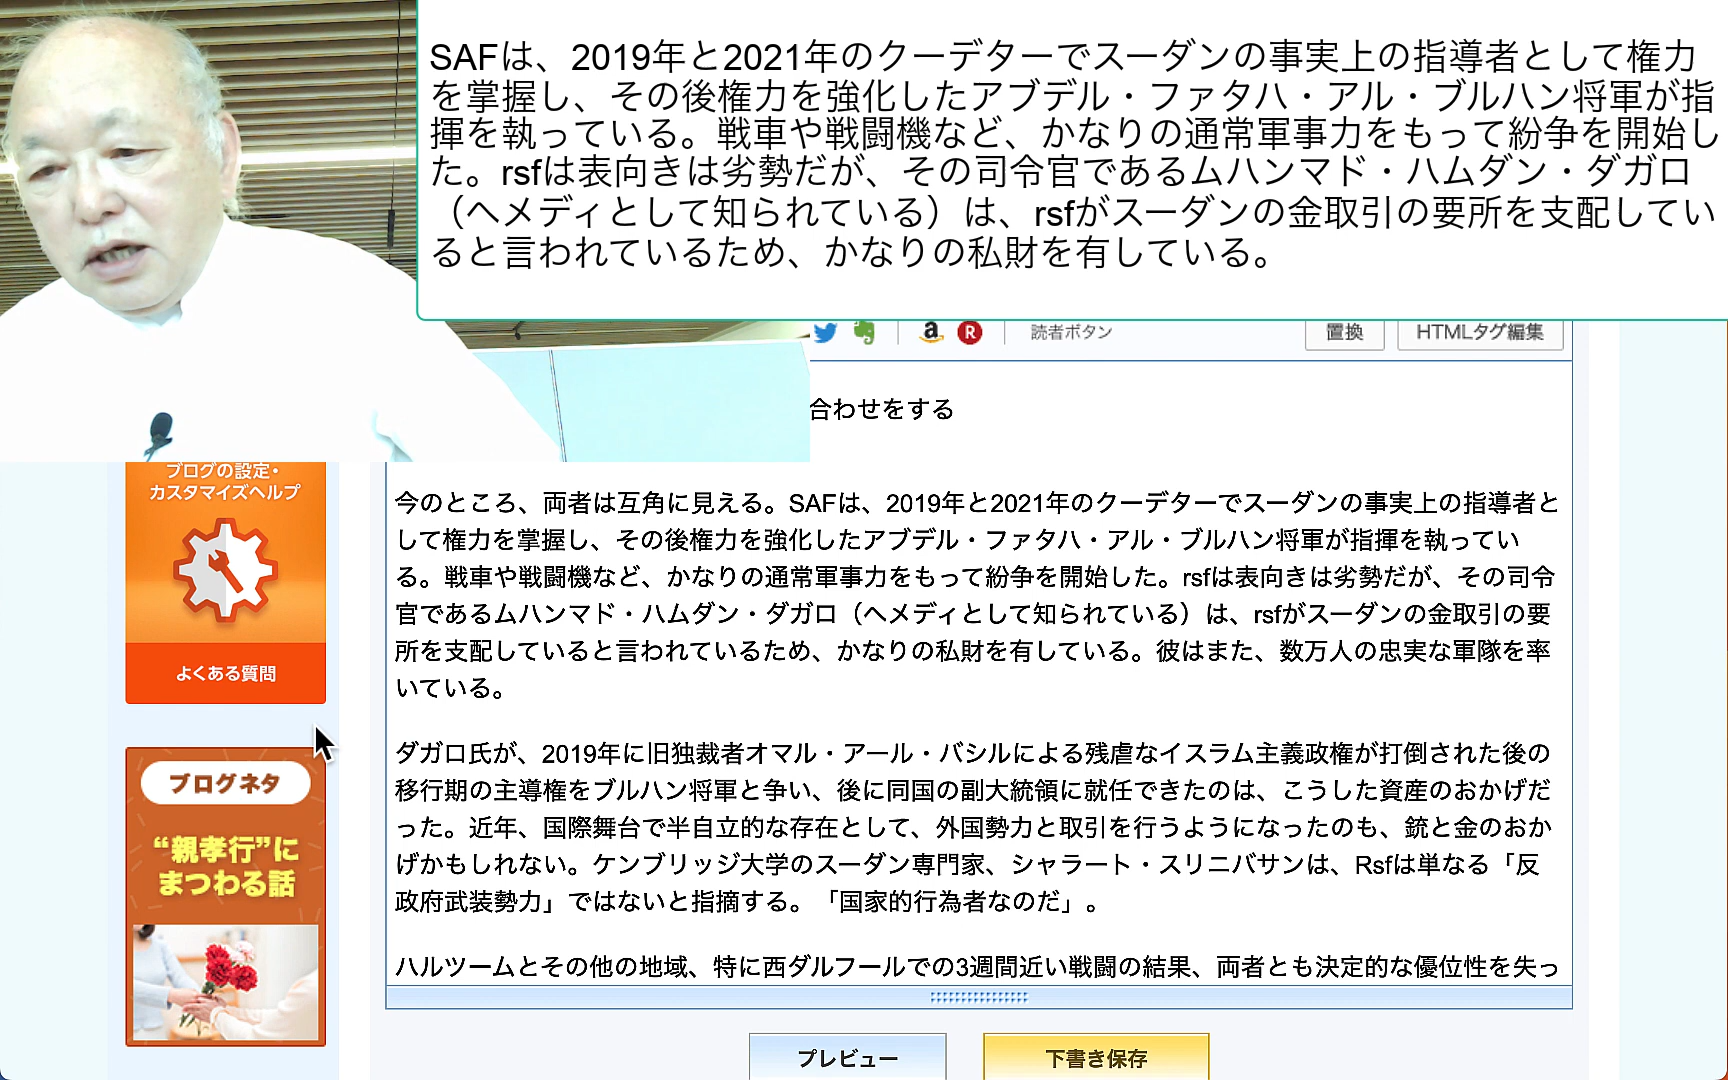 SAFは、2019年と2021年のクーデターでスーダンの事実上の指導者として権力
を掌握し、その後権力を強化したアブデル・ファタハ・アル・ブルハン将軍が指
揮を執っている。戦車や戦闘機など、かなりの通常軍事力をもって紛争を開始し
た。rsfは表向きは劣勢だが、その司令官であるムハンマド・ハムダン・ダガロ
（ヘメディとして知られている）は、rsfがスーダンの金取引の要所を支配してい
ると言われているため、かなりの私財を有している。
a R 読者ボタン 置換 HTMLタグ編集
合わせをする
ブログの設定・
カスタマイズヘルプ
よくある質問
ブログネタ
“親孝行”に
まつわる話
今のところ、両者は互角に見える。SAFは、2019年と2021年のクーデターでスーダンの事実上の指導者と
して権力を掌握し、その後権力を強化したアブデル・ファタハ・アル・ブルハン将軍が指揮を執ってい
る。戦車や戦闘機など、かなりの通常軍事力をもって紛争を開始した。rsfは表向きは劣勢だが、その司令
官であるムハンマド・ハムダン・ダガロ（ヘメディとして知られている）は、rsfがスーダンの金取引の要
所を支配していると言われているため、かなりの私財を有している。彼はまた、数万人の忠実な軍隊を率
いている。
ダガロ氏が、2019年に旧独裁者オマル・アール・バシルによる残虐なイスラム主義政権が打倒された後の
移行期の主導権をブルハン将軍と争い、後に同国の副大統領に就任できたのは、こうした資産のおかげだ
った。近年、国際舞台で半自立的な存在として、外国勢力と取引を行うようになったのも、銃と金のおか
げかもしれない。ケンブリッジ大学のスーダン専門家、シャラート・スリニバサンは、Rsfは単なる「反
政府武装勢力」ではないと指摘する。「国家的行為者なのだ」。
ハルツームとその他の地域、特に西ダルフールでの3週間近い戦闘の結果、両者とも決定的な優位性を失っ
プレビュー 下書き保存